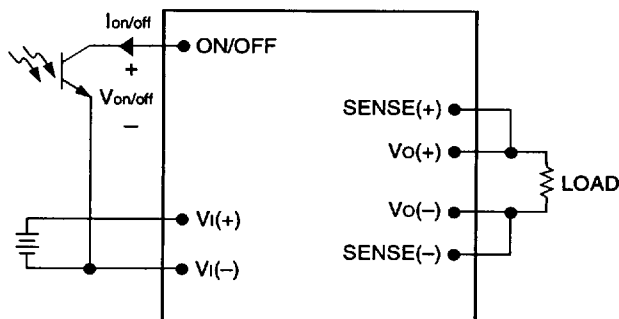 Ion/off
ON/OFF
+
Von/off
–
SENSE(+)
VO(+)
LOAD
VO(–)
SENSE(–)
VI(+)
VI(–)